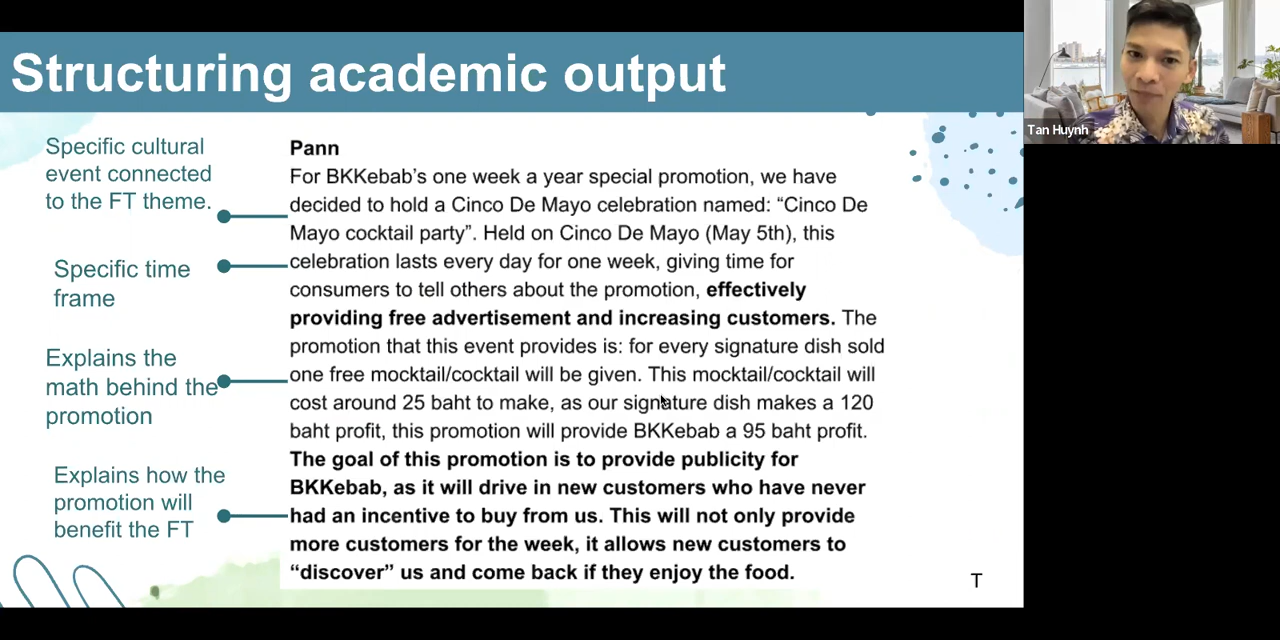 Structuring academic output
Specific cultural
event connected
to the FT theme.
Specific time
frame
Explains the
math behind the
promotion
Explains how the
promotion will
benefit the FT
Pann
For BKKebab's one week a year special promotion, we have
decided to hold a Cinco De Mayo celebration named: “Cinco De
Mayo cocktail party”. Held on Cinco De Mayo (May 5th), this
celebration lasts every day for one week, giving time for
consumers to tell others about the promotion, effectively
providing free advertisement and increasing customers. The
promotion that this event provides is: for every signature dish sold
one free mocktail/cocktail will be given. This mocktail/cocktail will
cost around 25 baht to make, as our signature dish makes a 120
baht profit, this promotion will provide BKKebab a 95 baht profit.
The goal of this promotion is to provide publicity for
BKKebab, as it will drive in new customers who have never
had an incentive to buy from us. This will not only provide
more customers for the week, it allows new customers to
“discover” us and come back if they enjoy the food.
T
Tan Huynh